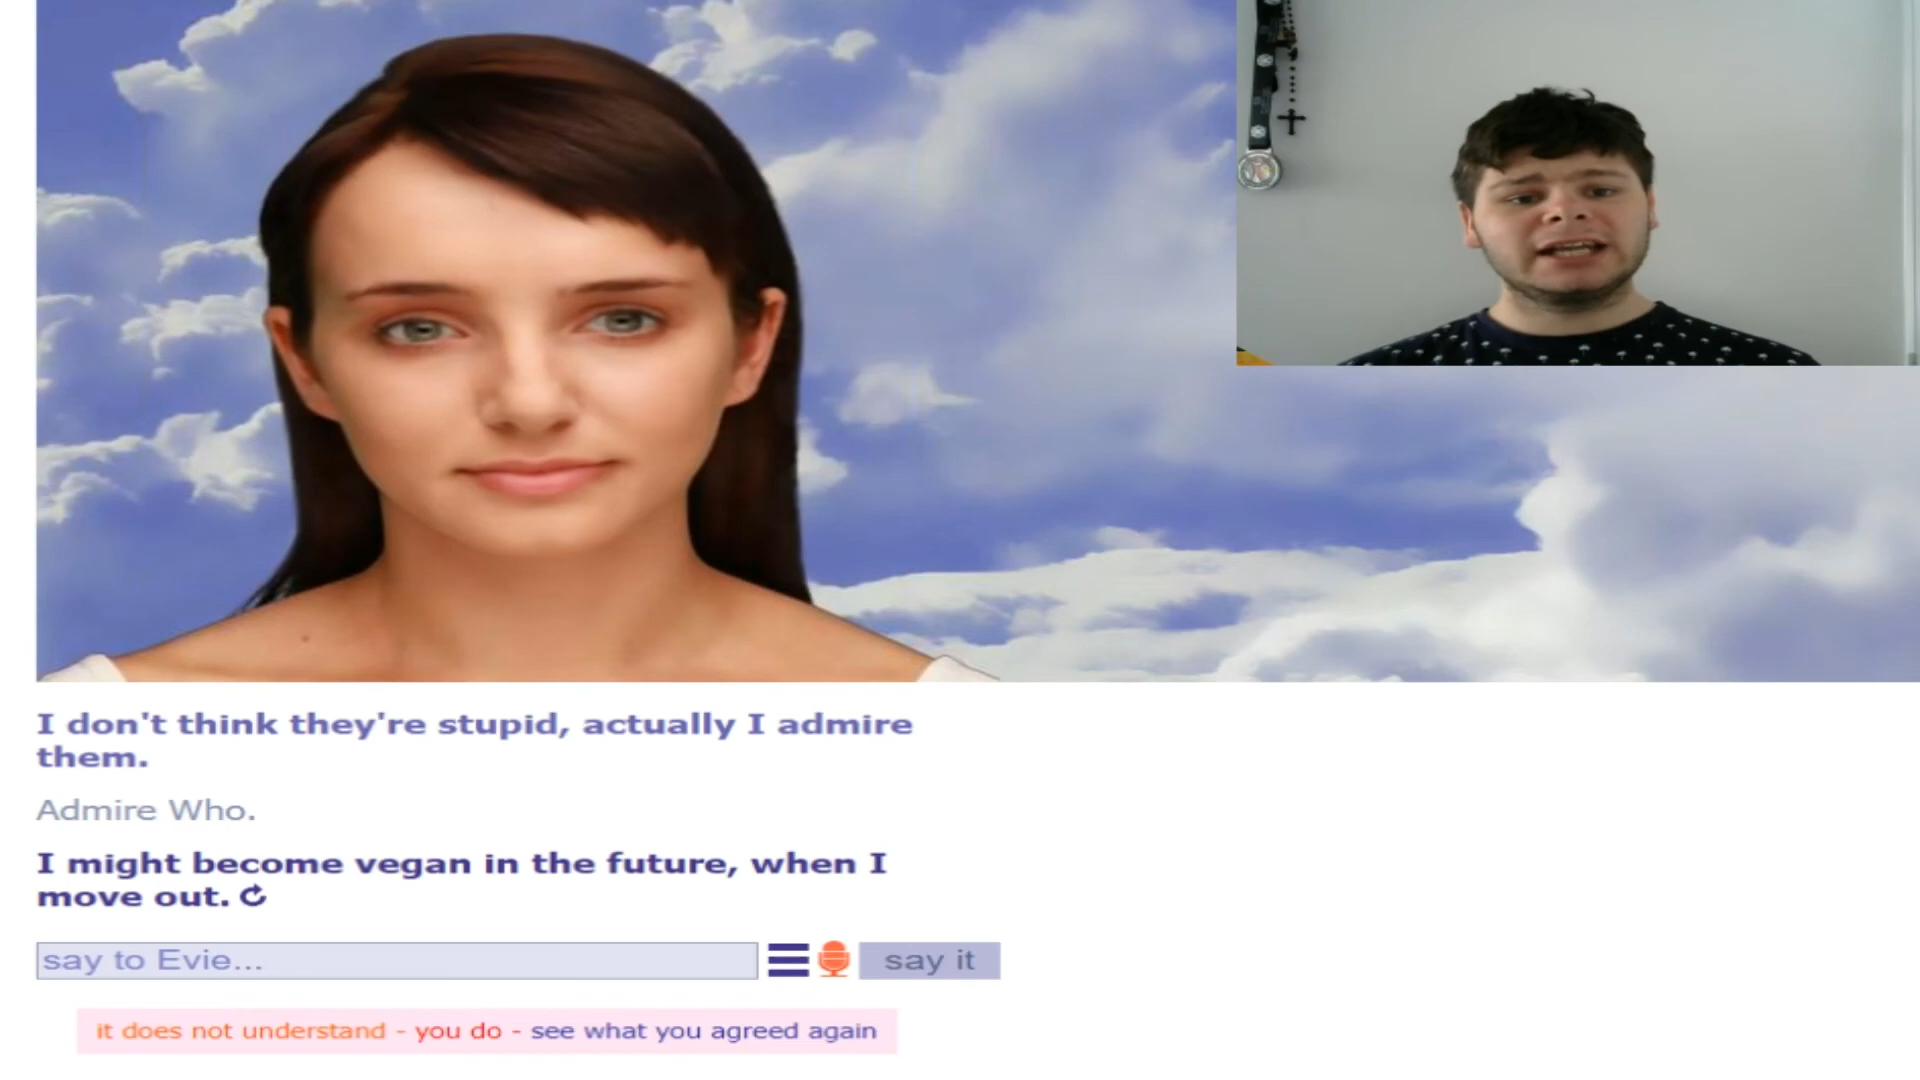 I don't think they're stupid, actually I admire
them.
Admire Who.
I might become vegan in the future, when I
move out.
say to Evie...
say it
it does not understand - you do - see what you agreed again